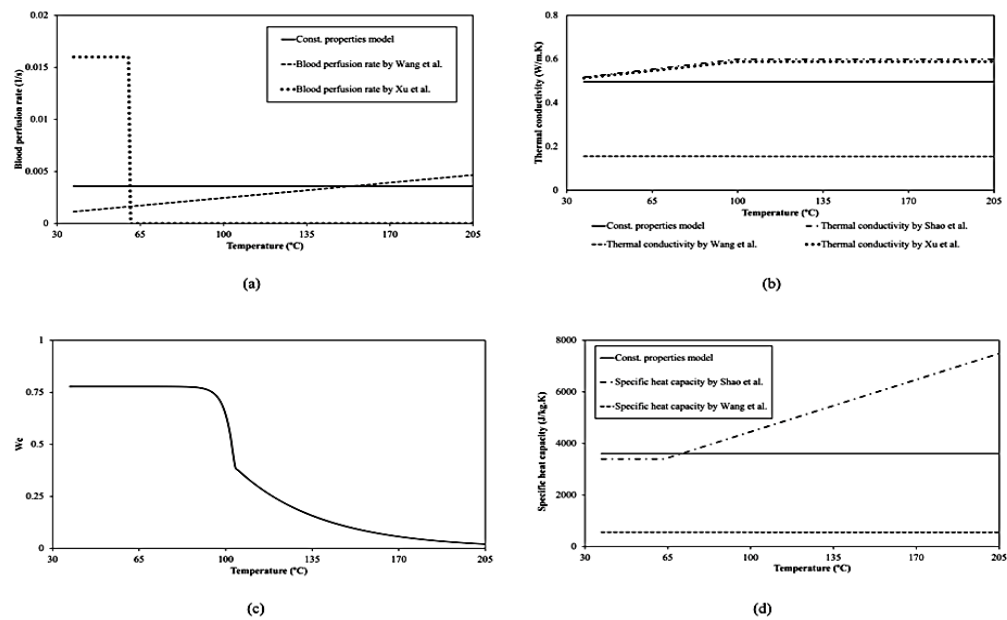 0.02
0.015
0.01
0.005
0
Blood perfusion rate (1/s)
Const. properties model
Blood perfusion rate by Wang et al.
Blood perfusion rate by Xu et al.
30 65 100 135 170 205
Temperature (ºC)
(a)
0.8
0.6
0.4
0.2
0
Thermal conductivity (W/m.K)
30 65 100 135 170 205
Temperature (ºC)
Const. properties model
Thermal conductivity by Shao et al.
Thermal conductivity by Wang et al.
Thermal conductivity by Xu et al.
(b)
1
0.75
0.5
0.25
0
Wc
30 65 100 135 170 205
Temperature (ºC)
(c)
8000
6000
4000
2000
0
Specific heat capacity (J/kg.K)
Const. properties model
Specific heat capacity by Shao et al.
Specific heat capacity by Wang et al.
30 65 100 135 170 205
Temperature (ºC)
(d)